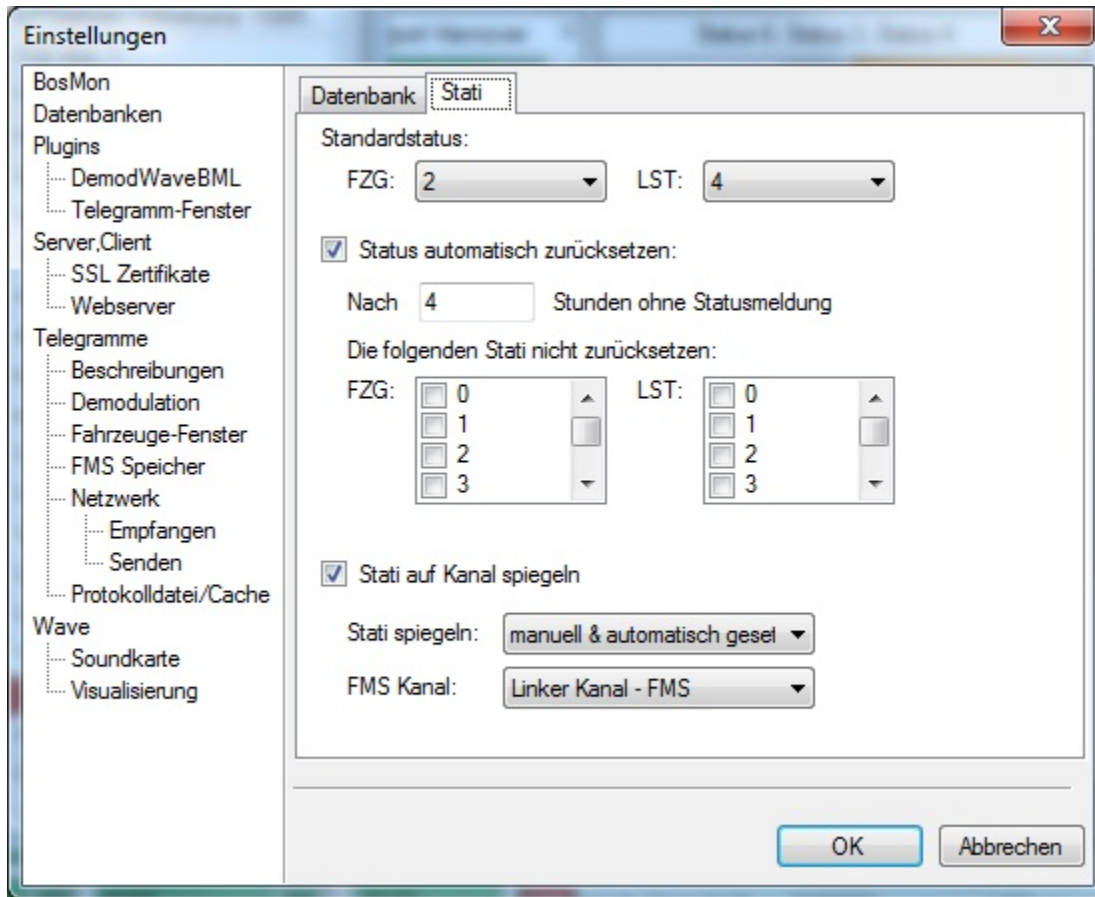 Einstellungen
BosMon
Datenbanken
Plugins
DemodWaveBML
Telegramm-Fenster
Server,Client
SSL Zertifikate
Webserver
Telegramme
Beschreibungen
Demodulation
Fahrzeuge-Fenster
FMS Speicher
Netzwerk
Empfangen
Senden
Protokolldatei/Cache
Wave
Soundkarte
Visualisierung
Datenbank Stati
Standardstatus:
FZG: 2 LST: 4
Status automatisch zurücksetzen:
Nach 4 Stunden ohne Statusmeldung
Die folgenden Stati nicht zurücksetzen:
FZG: 0 LST: 0
1 1
2 2
3 3
Stati auf Kanal spiegeln
Stati spiegeln: manuell & automatisch geset
FMS Kanal: Linker Kanal - FMS
OK Abbrechen